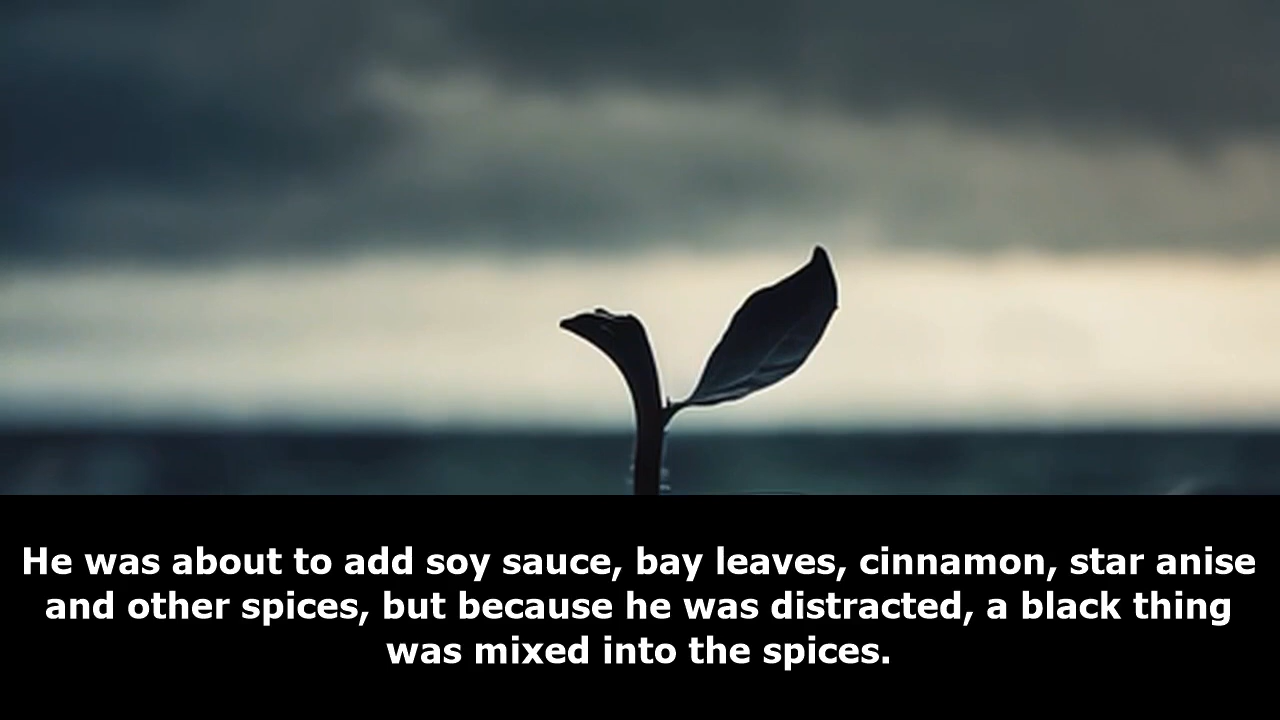 He was about to add soy sauce, bay leaves, cinnamon, star anise
and other spices, but because he was distracted, a black thing
was mixed into the spices.